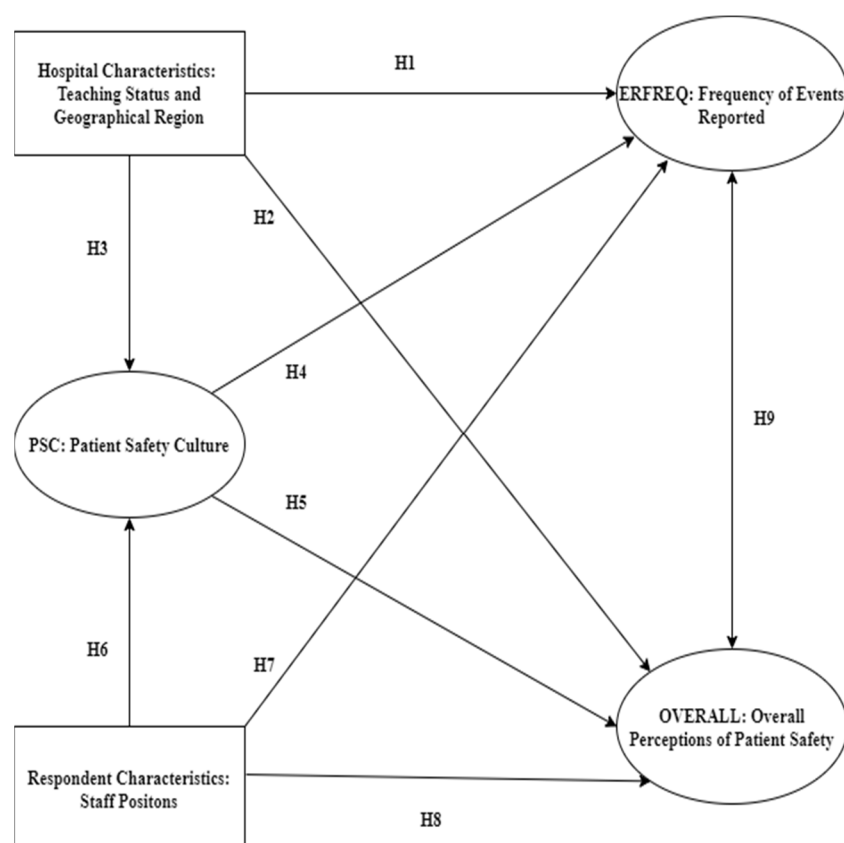 Hospital Characteristics:
Teaching Status and
Geographical Region
H1
ERFREQ: Frequency of Events
Reported
H2
H3
H4
PSC: Patient Safety Culture
H9
H5
H6
H7
OVERALL: Overall
Perceptions of Patient Safety
Respondent Characteristics:
Staff Positons
H8